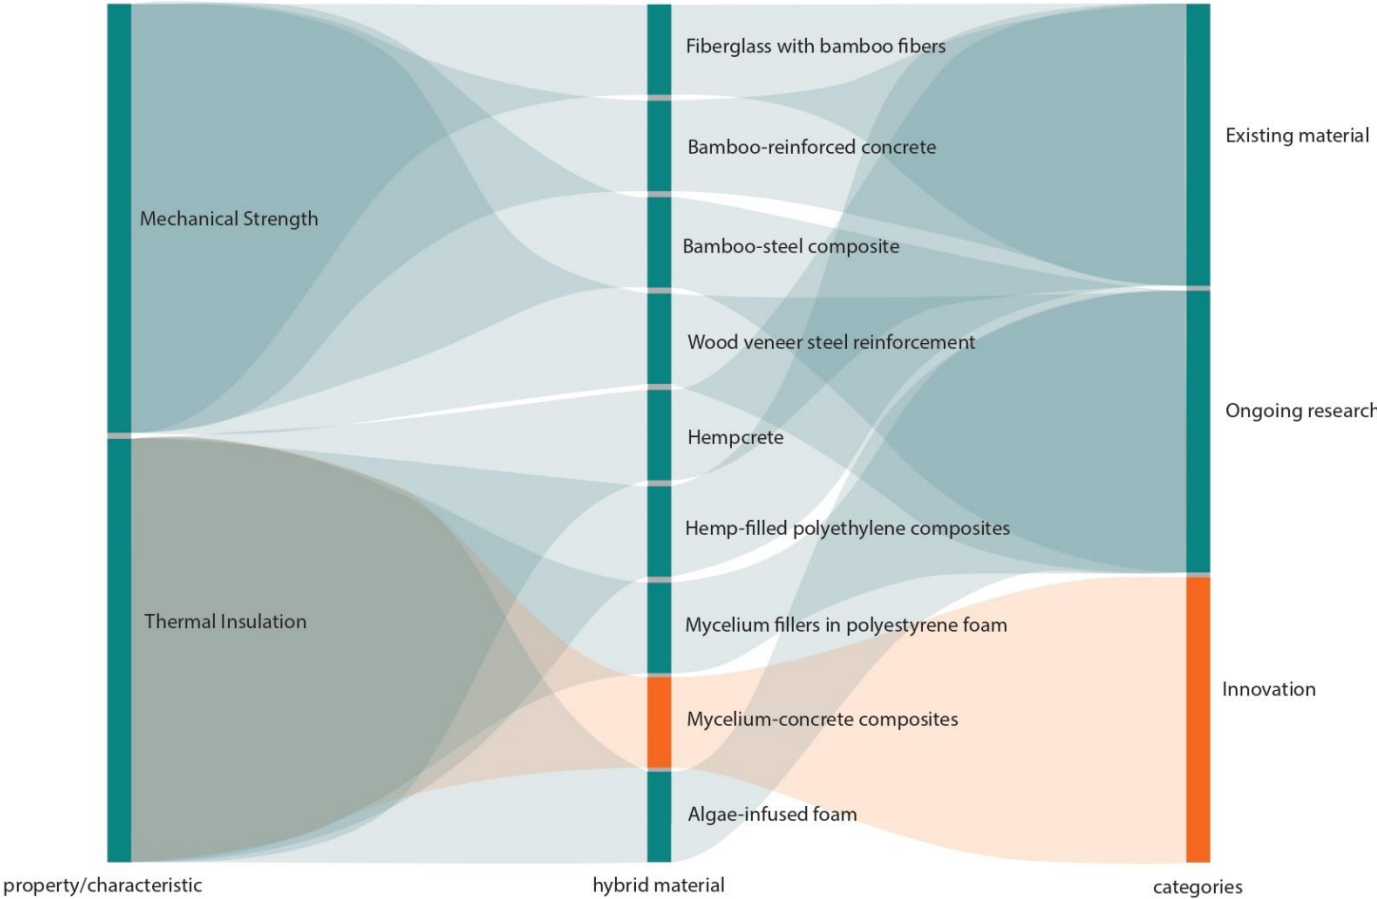 Mechanical Strength
Thermal Insulation
property/characteristic
Fiberglass with bamboo fibers
Bamboo-reinforced concrete
Bamboo-steel composite
Wood veneer steel reinforcement
Hempcrete
Hemp-filled polyethylene composites
Mycelium fillers in polyestyrene foam
Mycelium-concrete composites
Algae-infused foam
hybrid material
Existing material
Ongoing research
Innovation
categories